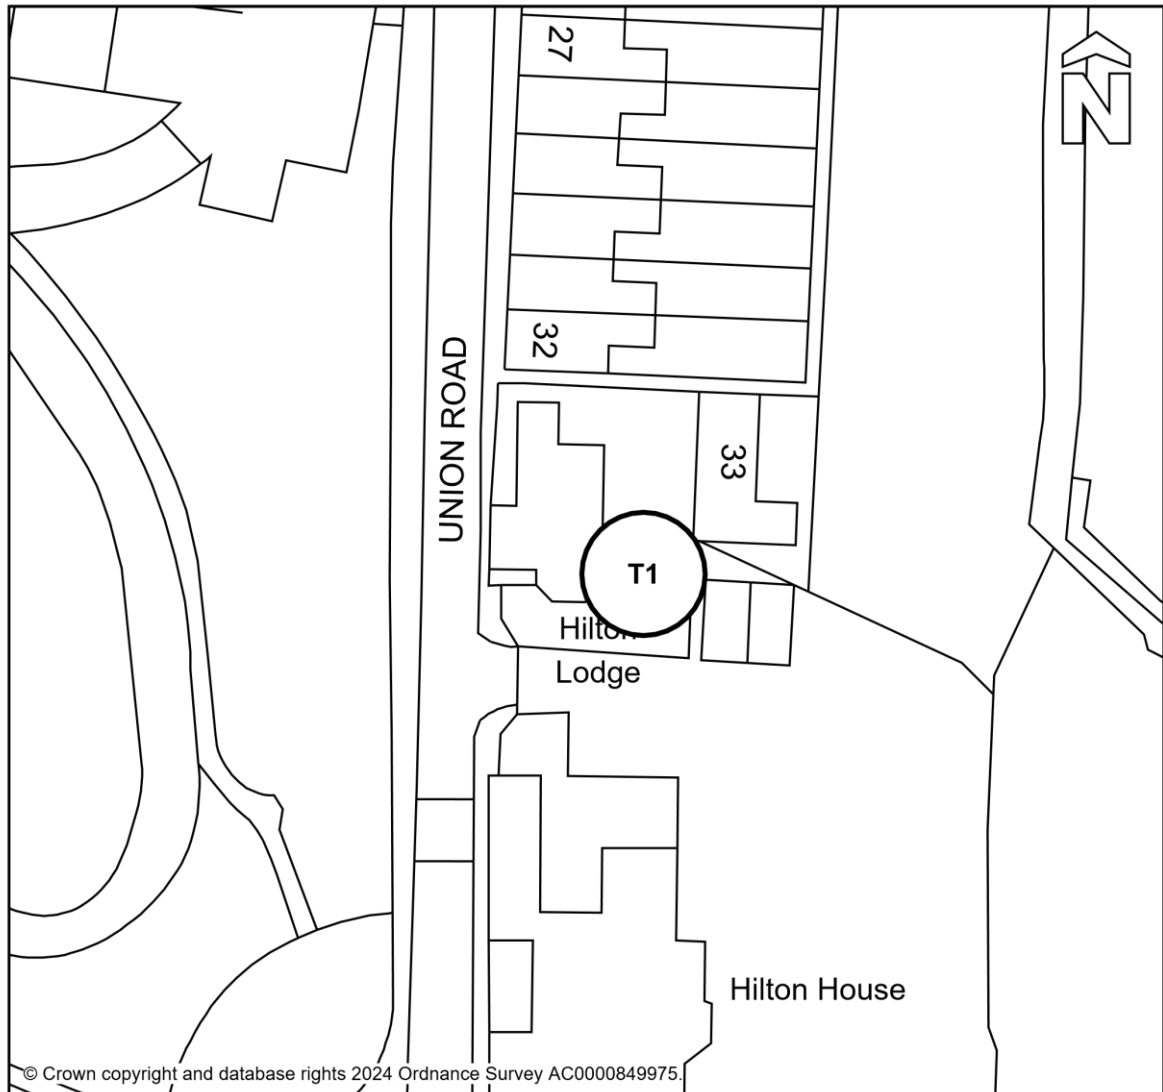 27
N
32
UNION ROAD
33
T1
Hilton
Lodge
Hilton House
© Crown copyright and database rights 2024 Ordnance Survey AC0000849975.